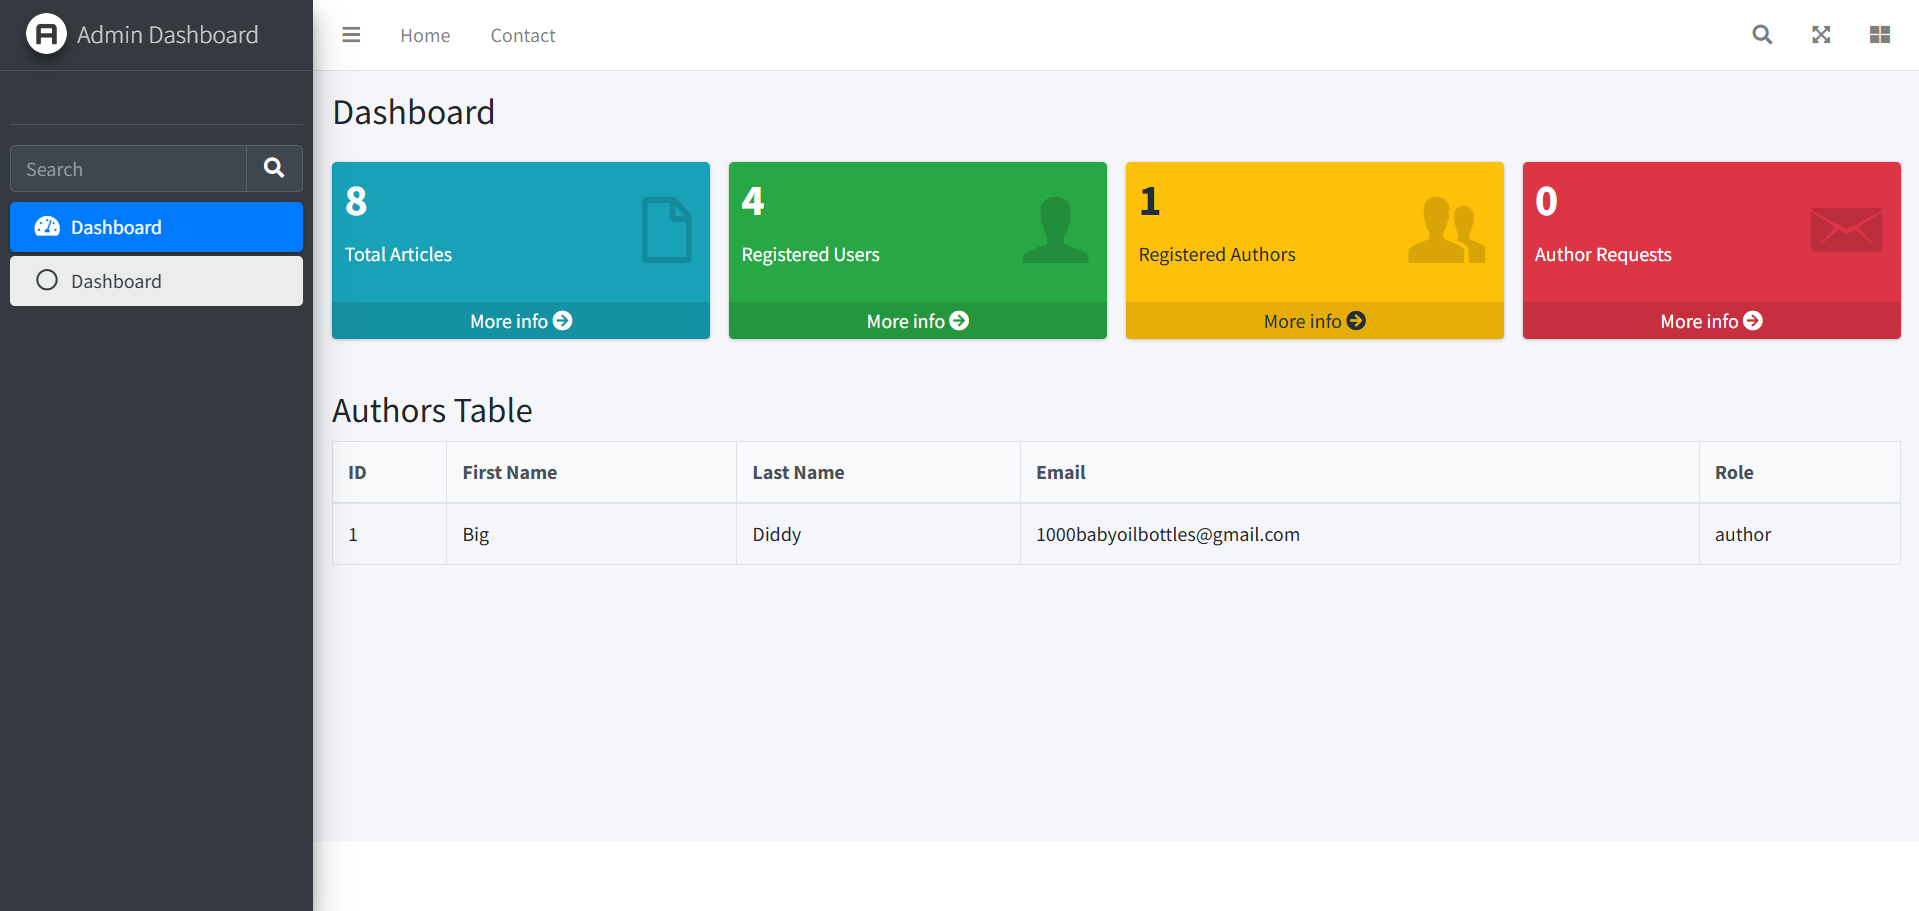 Admin Dashboard
Home Contact
Search
Dashboard
Dashboard
Dashboard
8
Total Articles
More info
4
Registered Users
More info
1
Registered Authors
More info
0
Author Requests
More info
Authors Table
ID First Name Last Name Email Role
1 Big Diddy 1000babyoilbottles@gmail.com author